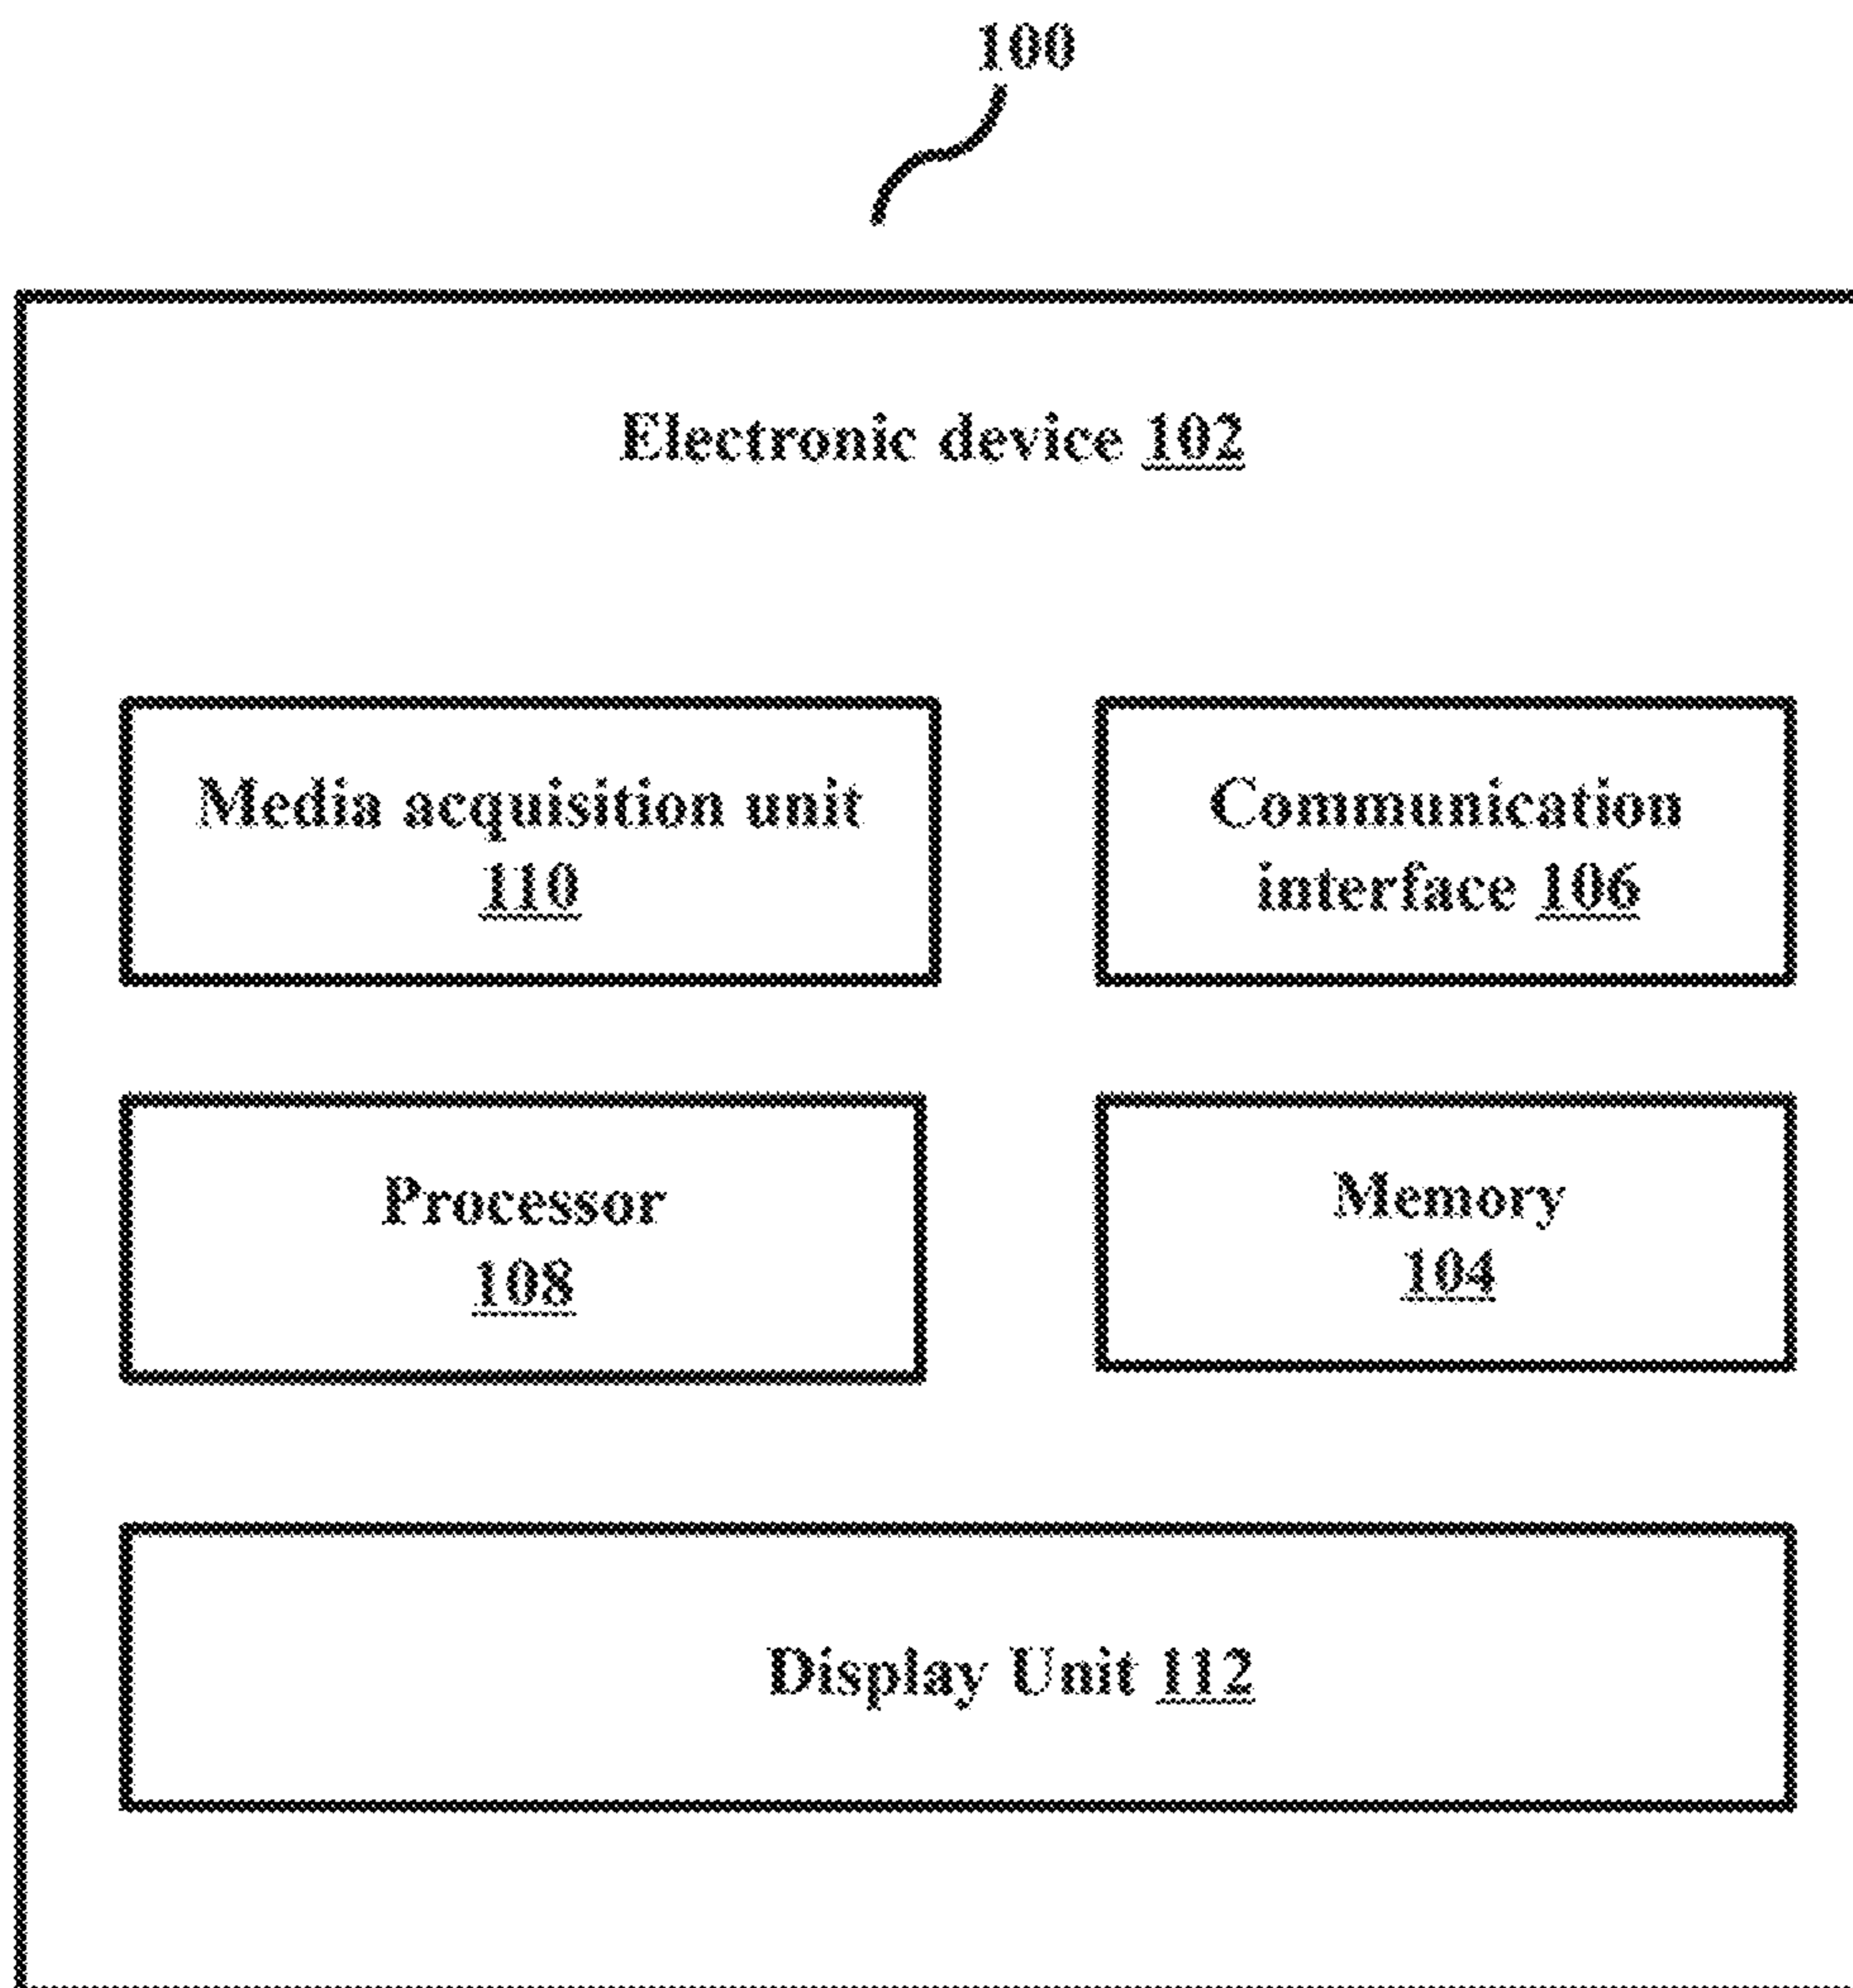 100
Electronic device 102
Media acquisition unit
110
Communication
interface 106
Processor
108
Memory
104
Display Unit 112